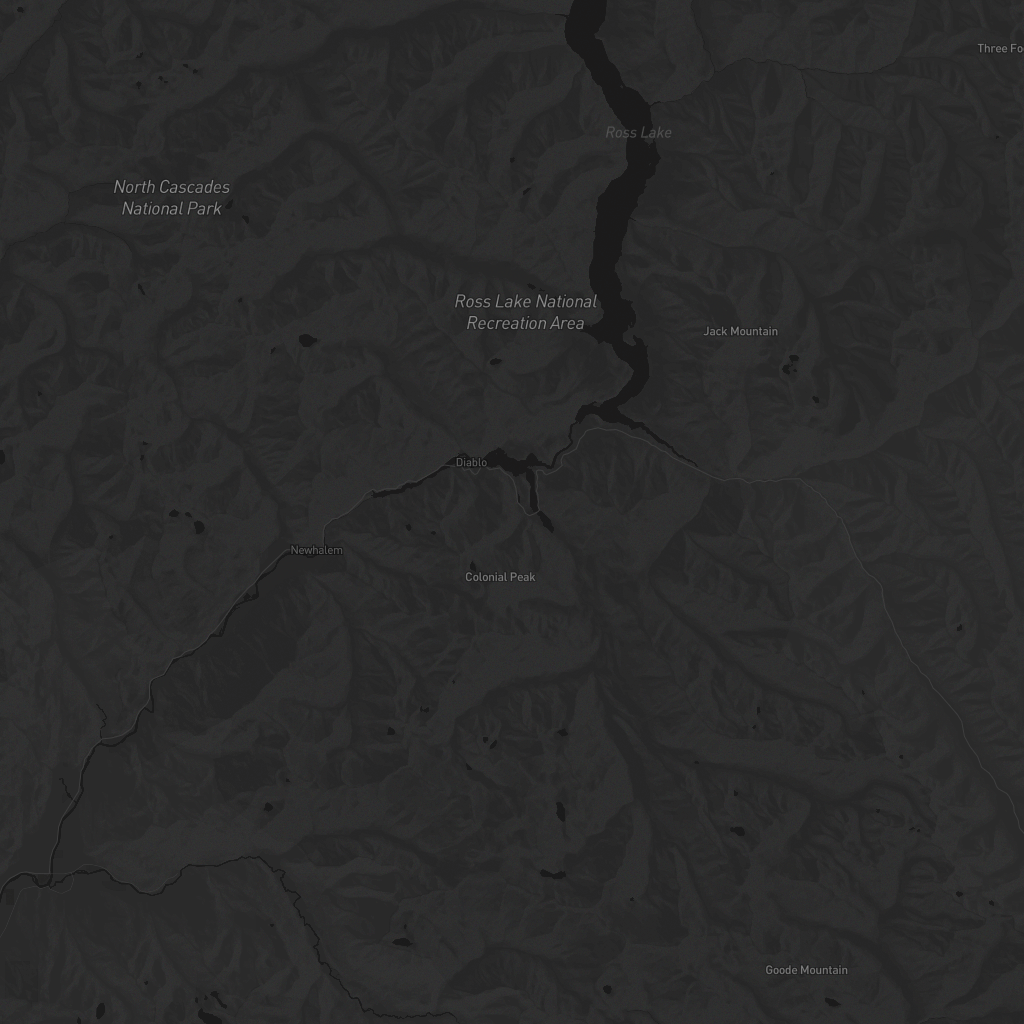 Three Fo
Ross Lake
North Cascades
National Park
Ross Lake National
Recreation Area
Jack Mountain
Diablo
Newhalem
Colonial Peak
Goode Mountain